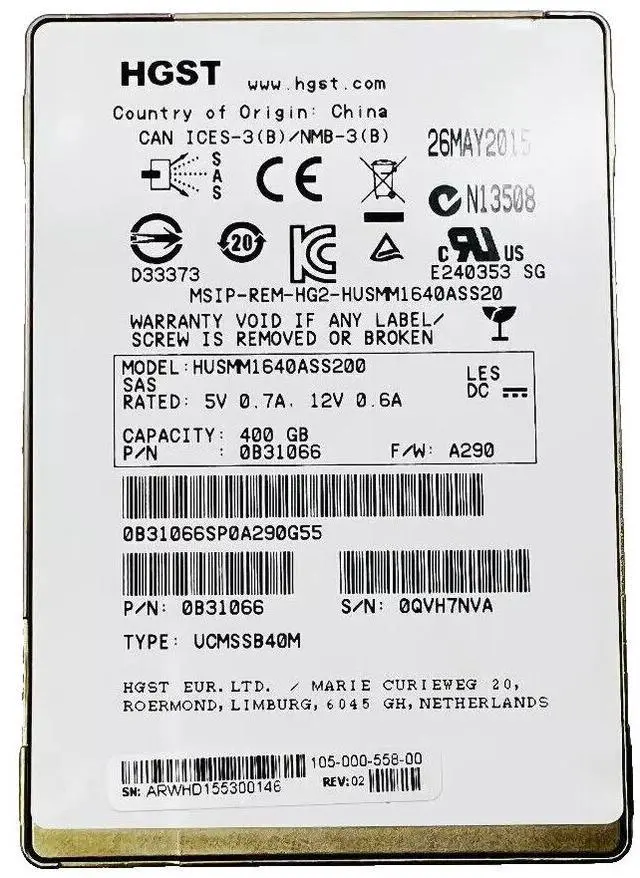 HGST www.hgst.com
Country of Origin: China
CAN ICES-3(B)/NMB-3(B)
26MAY2015
SAS
CE
N13508
20
D33373
KC
c RU US
E240353 SG
MSIP-REM-HG2-HUSMM1640ASS20
WARRANTY VOID IF ANY LABEL/
SCREW IS REMOVED OR BROKEN
MODEL:HUSMM1640ASS200
SAS
LES
RATED: 5V 0.7A, 12V 0.6A
DC
CAPACITY: 400 GB
P/N : 0B31066 F/W: A290
0B31066SP0A290G55
P/N: 0B31066 S/N: 0QVH7NVA
TYPE: UCMSSB40M
HGST EUR.LTD. / MARIE CURIEWEG 20,
ROERMOND,LIMBURG,6045 GH,NETHERLANDS
105-000-558-00
SN: ARWHD155300146 REV:02